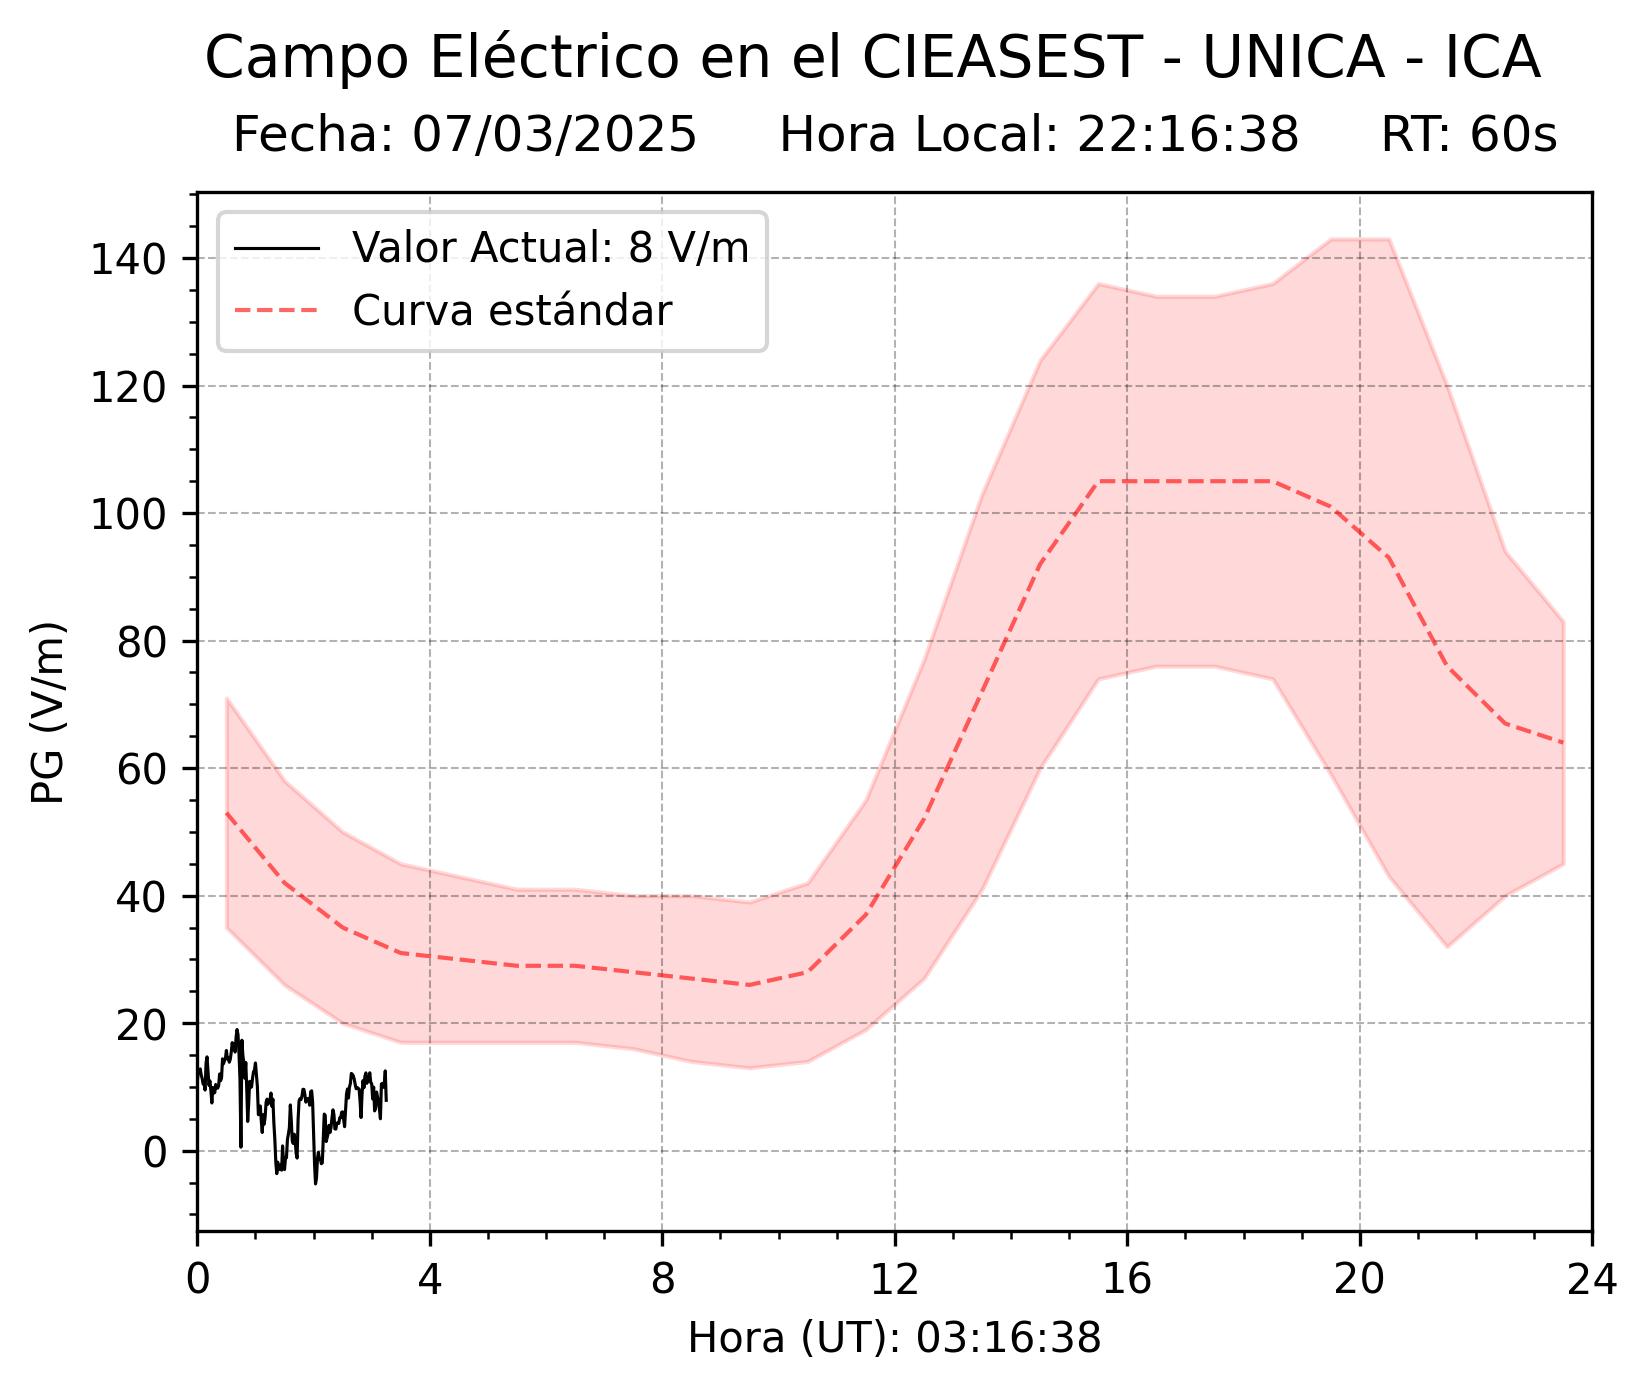 Campo Eléctrico en el CIEASEST - UNICA - ICA
Fecha: 07/03/2025 Hora Local: 22:16:38 RT: 60s
Valor Actual: 8 V/m
Curva estándar
140
120
100
80
60
40
20
0
PG (V/m)
0 4 8 12 16 20 24
Hora (UT): 03:16:38